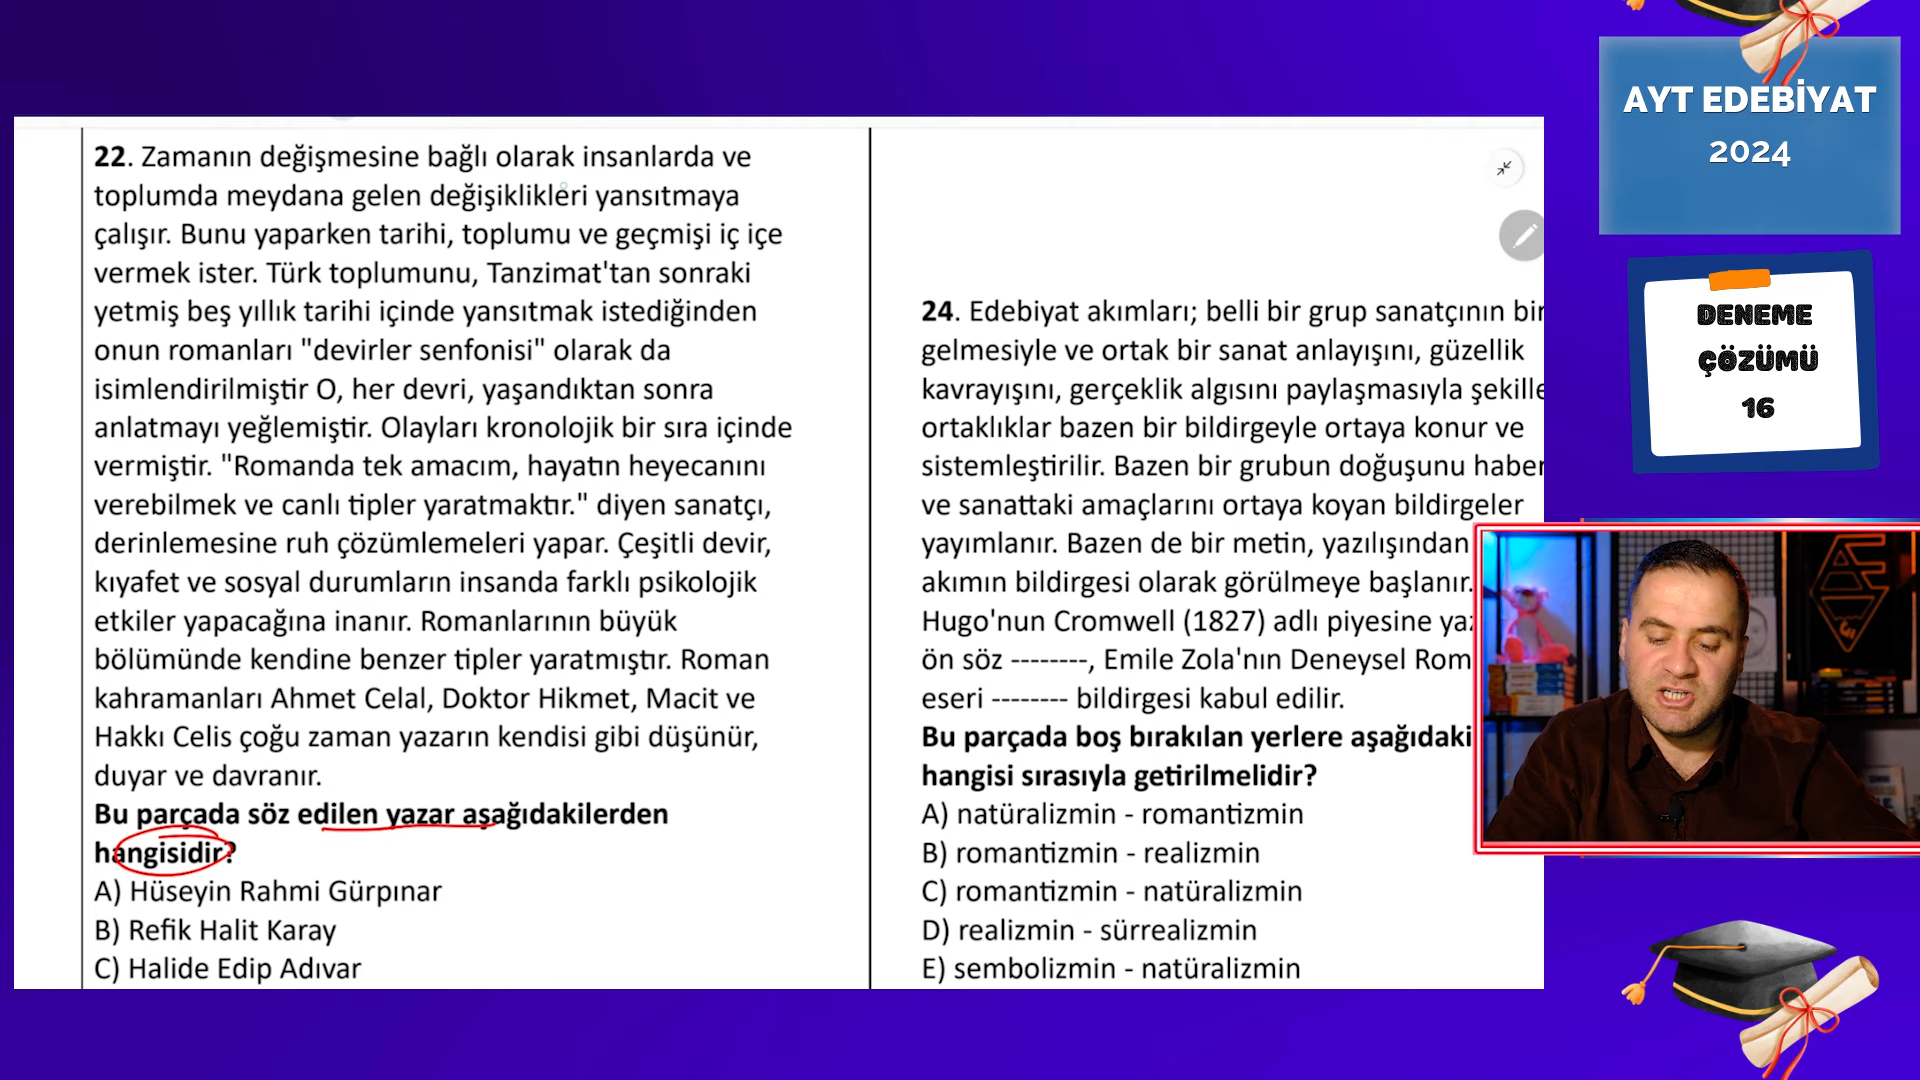 22. Zamanın değişmesine bağlı olarak insanlarda ve
toplumda meydana gelen değişiklikleri yansıtmaya
çalışır. Bunu yaparken tarihi, toplumu ve geçmişi iç içe
vermek ister. Türk toplumunu, Tanzimat'tan sonraki
yetmiş beş yıllık tarihi içinde yansıtmak istediğinden
onun romanları "devirler senfonisi" olarak da
isimlendirilmiştir O, her devri, yaşandıktan sonra
anlatmayı yeğlemiştir. Olayları kronolojik bir sıra içinde
vermiştir. "Romanda tek amacım, hayatın heyecanını
verebilmek ve canlı tipler yaratmaktır." diyen sanatçı,
derinlemesine ruh çözümlemeleri yapar. Çeşitli devir,
kıyafet ve sosyal durumların insanda farklı psikolojik
etkiler yapacağına inanır. Romanlarının büyük
bölümünde kendine benzer tipler yaratmıştır. Roman
kahramanları Ahmet Celal, Doktor Hikmet, Macit ve
Hakkı Celis çoğu zaman yazarın kendisi gibi düşünür,
duyar ve davranır.
Bu parçada söz edilen yazar aşağıdakilerden
hangisidir?
A) Hüseyin Rahmi Gürpınar
B) Refik Halit Karay
C) Halide Edip Adıvar
24. Edebiyat akımları; belli bir grup sanatçının bir
gelmesiyle ve ortak bir sanat anlayışını, güzellik
kavrayışını, gerçeklik algısını paylaşmasıyla şekille
ortaklıklar bazen bir bildirgeyle ortaya konur ve
sistemleştirilir. Bazen bir grubun doğuşunu haber
ve sanattaki amaçlarını ortaya koyan bildirgeler
yayımlanır. Bazen de bir metin, yazılışından
akımın bildirgesi olarak görülmeye başlanır.
Hugo'nun Cromwell (1827) adlı piyesine yaz
ön söz --------, Emile Zola'nın Deneysel Rom
eseri -------- bildirgesi kabul edilir.
Bu parçada boş bırakılan yerlere aşağıdaki
hangisi sırasıyla getirilmelidir?
A) natüralizmin - romantizmin
B) romantizmin - realizmin
C) romantizmin - natüralizmin
D) realizmin - sürrealizmin
E) sembolizmin - natüralizmin
AYT EDEBİYAT
2024
DENEME
ÇÖZÜMÜ
16